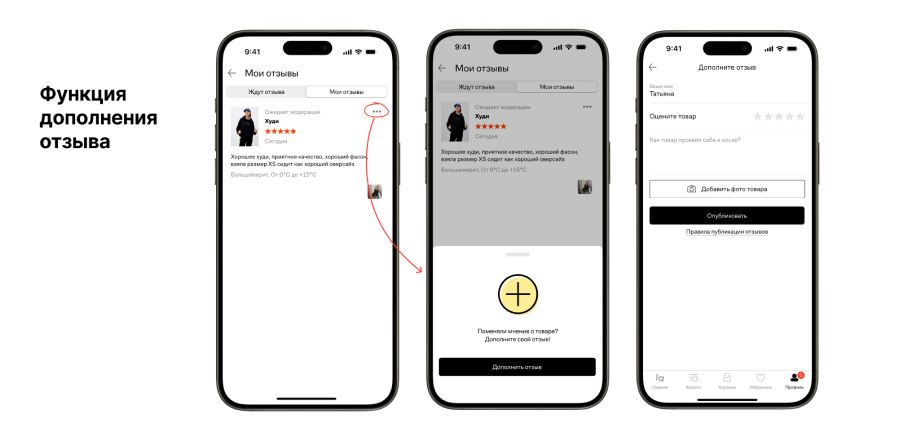 Функция
дополнения
отзыва
9:41
Мои отзывы
Ждут отзыва
Мои отзывы
Ожидает модерации
Худи
Сегодня
Хорошее худи, приятное качество, хороший фасон,
взяла размер XS сидит как хороший оверсайз
Большемерит, От 0°С до +15°С
9:41
Мои отзывы
Ждут отзыва
Мои отзывы
Ожидает модерации
Худи
Сегодня
Хорошее худи, приятное качество, хороший фасон,
взяла размер XS сидит как хороший оверсайз
Большемерит, От 0°С до +15°С
Поменяли мнение о товаре?
Дополните свой отзыв!
Дополнить отзыв
9:41
Дополните отзыв
Ваше имя
Татьяна
Оцените товар
Как товар проявил себя в носке?
Добавить фото товара
Опубликовать
Правила публикации отзывов
la
Главная
Каталог
Корзина
Избранное
Профиль